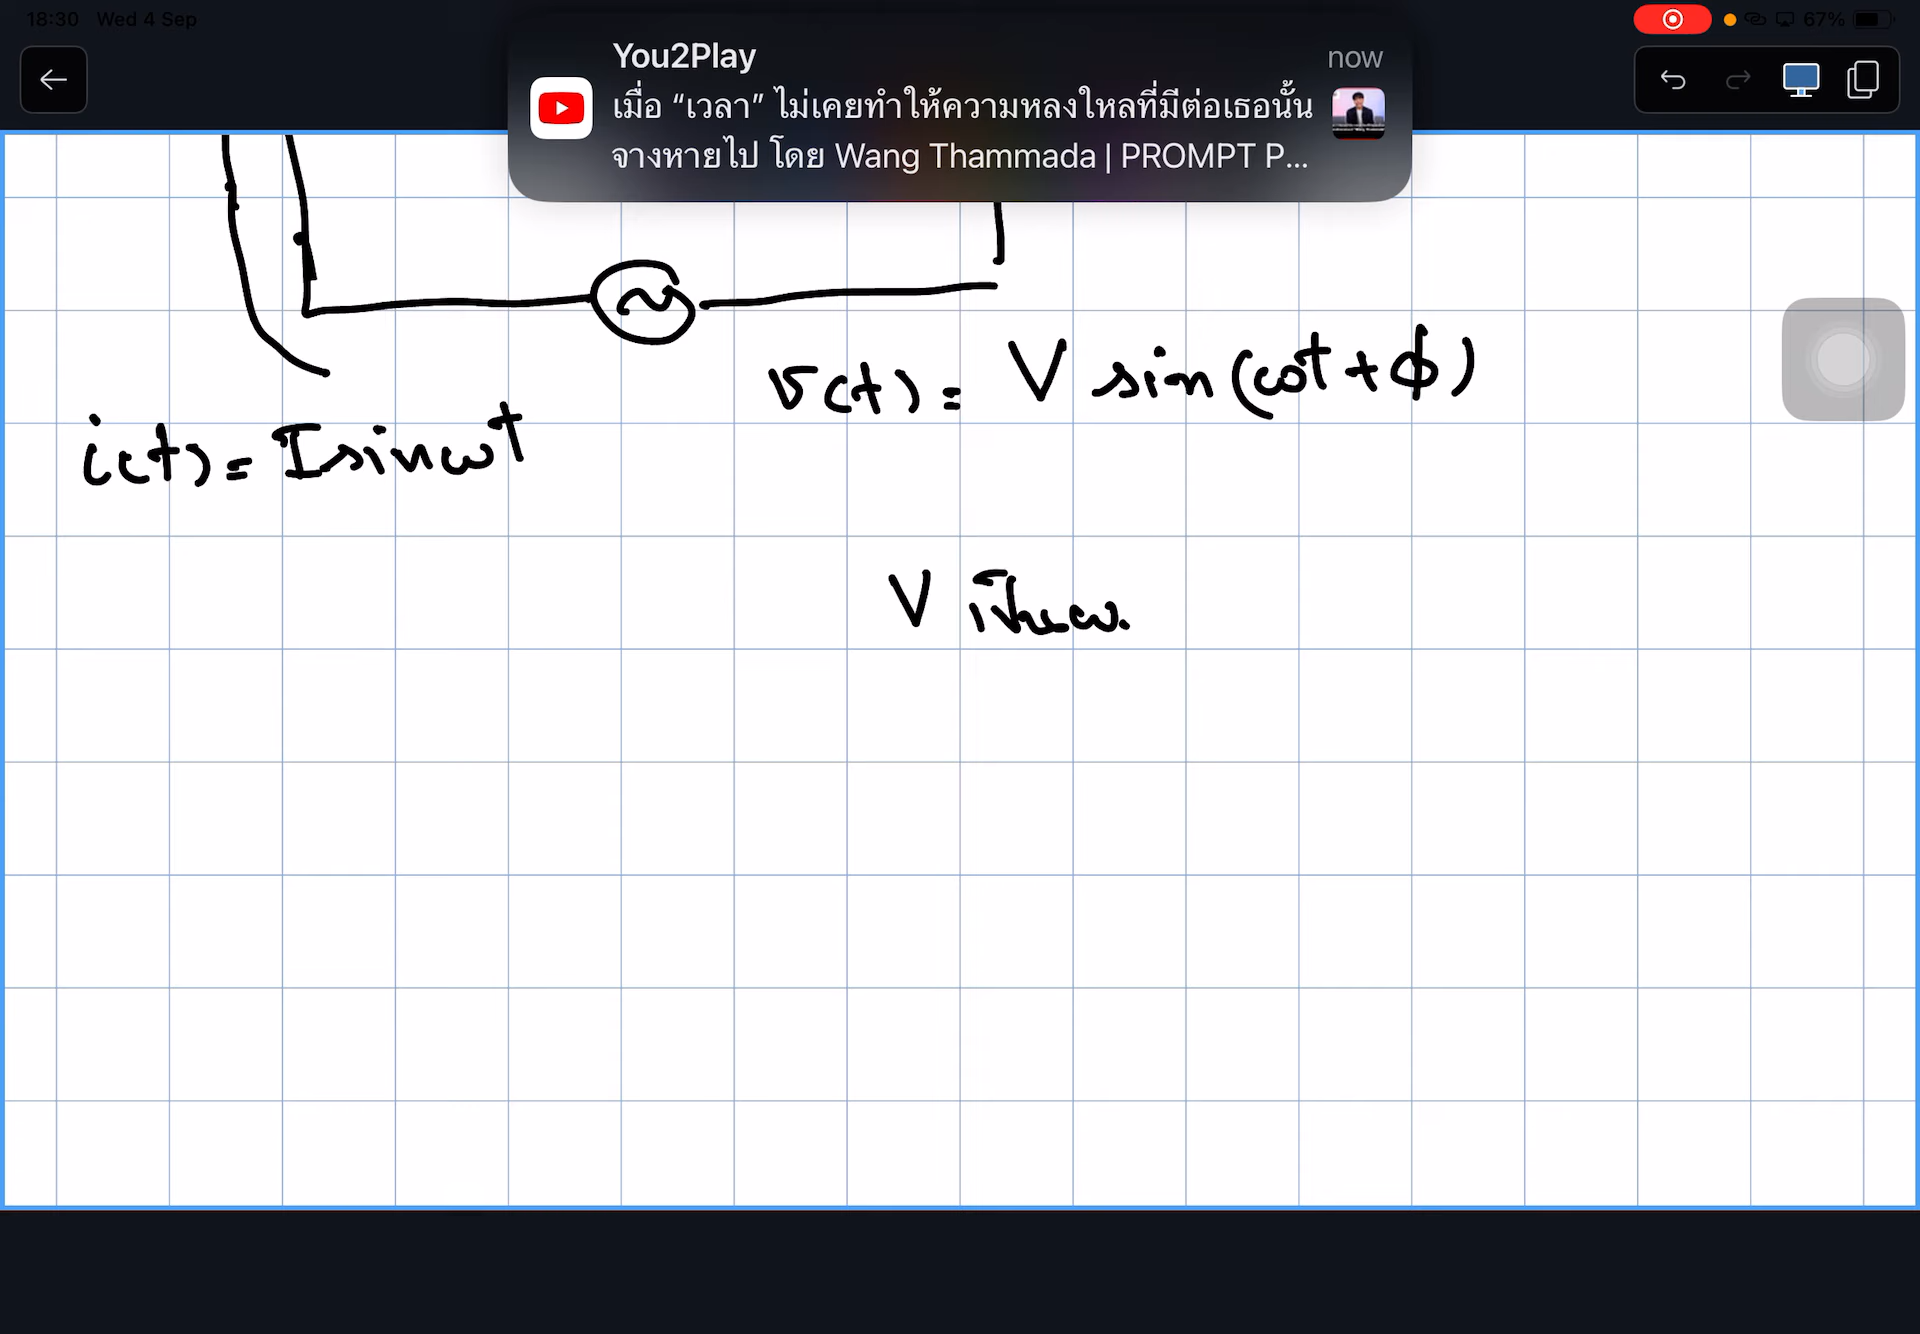 18:30 Wed 4 Sep
67%
You2Play
now
เมื่อ “เวลา” ไม่เคยทำให้ความหลงใหลที่มีต่อเธอนั้น
จางหายไป โดย Wang Thammada | PROMPT P...
v(t) = V sin(ωt + ϕ)
i(t) = I sin ωt
V